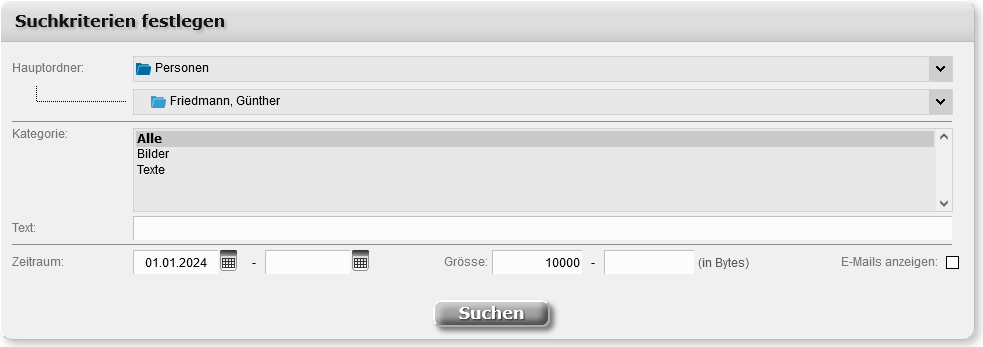 Suchkriterien festlegen
Hauptordner: Personen
Friedmann, Günther
Kategorie: Alle
Bilder
Texte
Text:
Zeitraum: 01.01.2024 - Grösse: 10000 - (in Bytes) E-Mails anzeigen:
Suchen